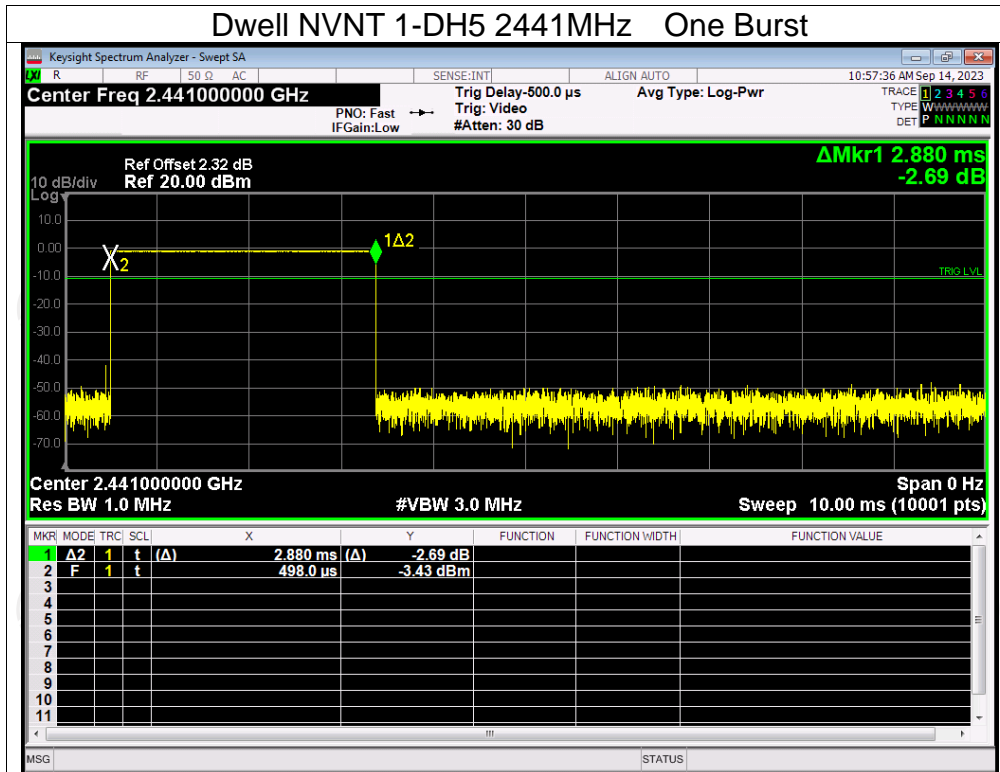 Dwell NVNT 1-DH5 2441MHz One Burst
Keysight Spectrum Analyzer - Swept SA
LXI R RF 50 Ω AC SENSE:INT ALIGN AUTO 10:57:36 AM Sep 14, 2023
Center Freq 2.441000000 GHz Trig Delay-500.0 µs Avg Type: Log-Pwr TRACE 1 2 3 4 5 6
PNO: Fast Trig: Video TYPE WWWWWW
IFGain:Low #Atten: 30 dB DET P N N N N N
ΔMkr1 2.880 ms
-2.69 dB
Ref Offset 2.32 dB
10 dB/div Ref 20.00 dBm
Log
10.0
0.00
-10.0
-20.0
-30.0
-40.0
-50.0
-60.0
-70.0
1Δ2
2
TRIG LVL
Center 2.441000000 GHz Span 0 Hz
Res BW 1.0 MHz #VBW 3.0 MHz Sweep 10.00 ms (10001 pts)
MKR MODE TRC SCL X Y FUNCTION FUNCTION WIDTH FUNCTION VALUE
1 Δ2 1 t (Δ) 2.880 ms (Δ) -2.69 dB
2 F 1 t 498.0 µs -3.43 dBm
3
4
5
6
7
8
9
10
11
MSG STATUS